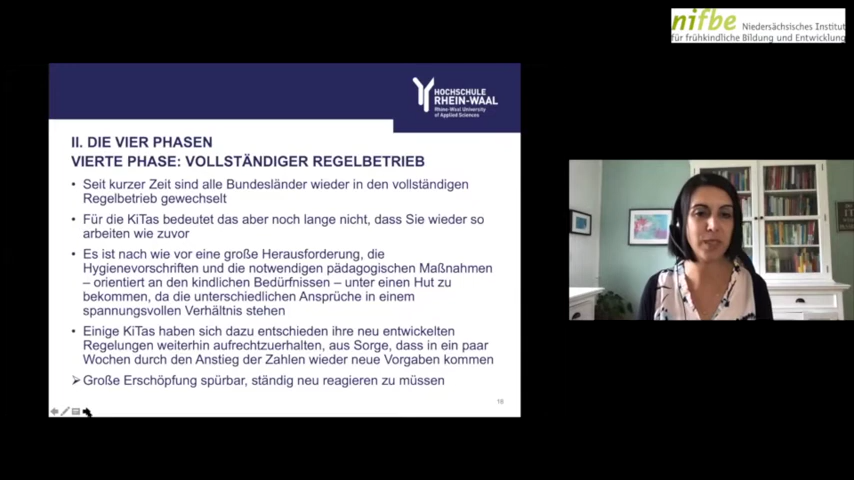 nifbe Niedersächsisches Institut
für frühkindliche Bildung und Entwicklung
HOCHSCHULE
RHEIN-WAAL
Rhine-Waal University
of Applied Sciences
II. DIE VIER PHASEN
VIERTE PHASE: VOLLSTÄNDIGER REGELBETRIEB
• Seit kurzer Zeit sind alle Bundesländer wieder in den vollständigen
Regelbetrieb gewechselt
• Für die KiTas bedeutet das aber noch lange nicht, dass Sie wieder so
arbeiten wie zuvor
• Es ist nach wie vor eine große Herausforderung, die
Hygienevorschriften und die notwendigen pädagogischen Maßnahmen
– orientiert an den kindlichen Bedürfnissen – unter einen Hut zu
bekommen, da die unterschiedlichen Ansprüche in einem
spannungsvollen Verhältnis stehen
• Einige KiTas haben sich dazu entschieden ihre neu entwickelten
Regelungen weiterhin aufrechtzuerhalten, aus Sorge, dass in ein paar
Wochen durch den Anstieg der Zahlen wieder neue Vorgaben kommen
➢ Große Erschöpfung spürbar, ständig neu reagieren zu müssen